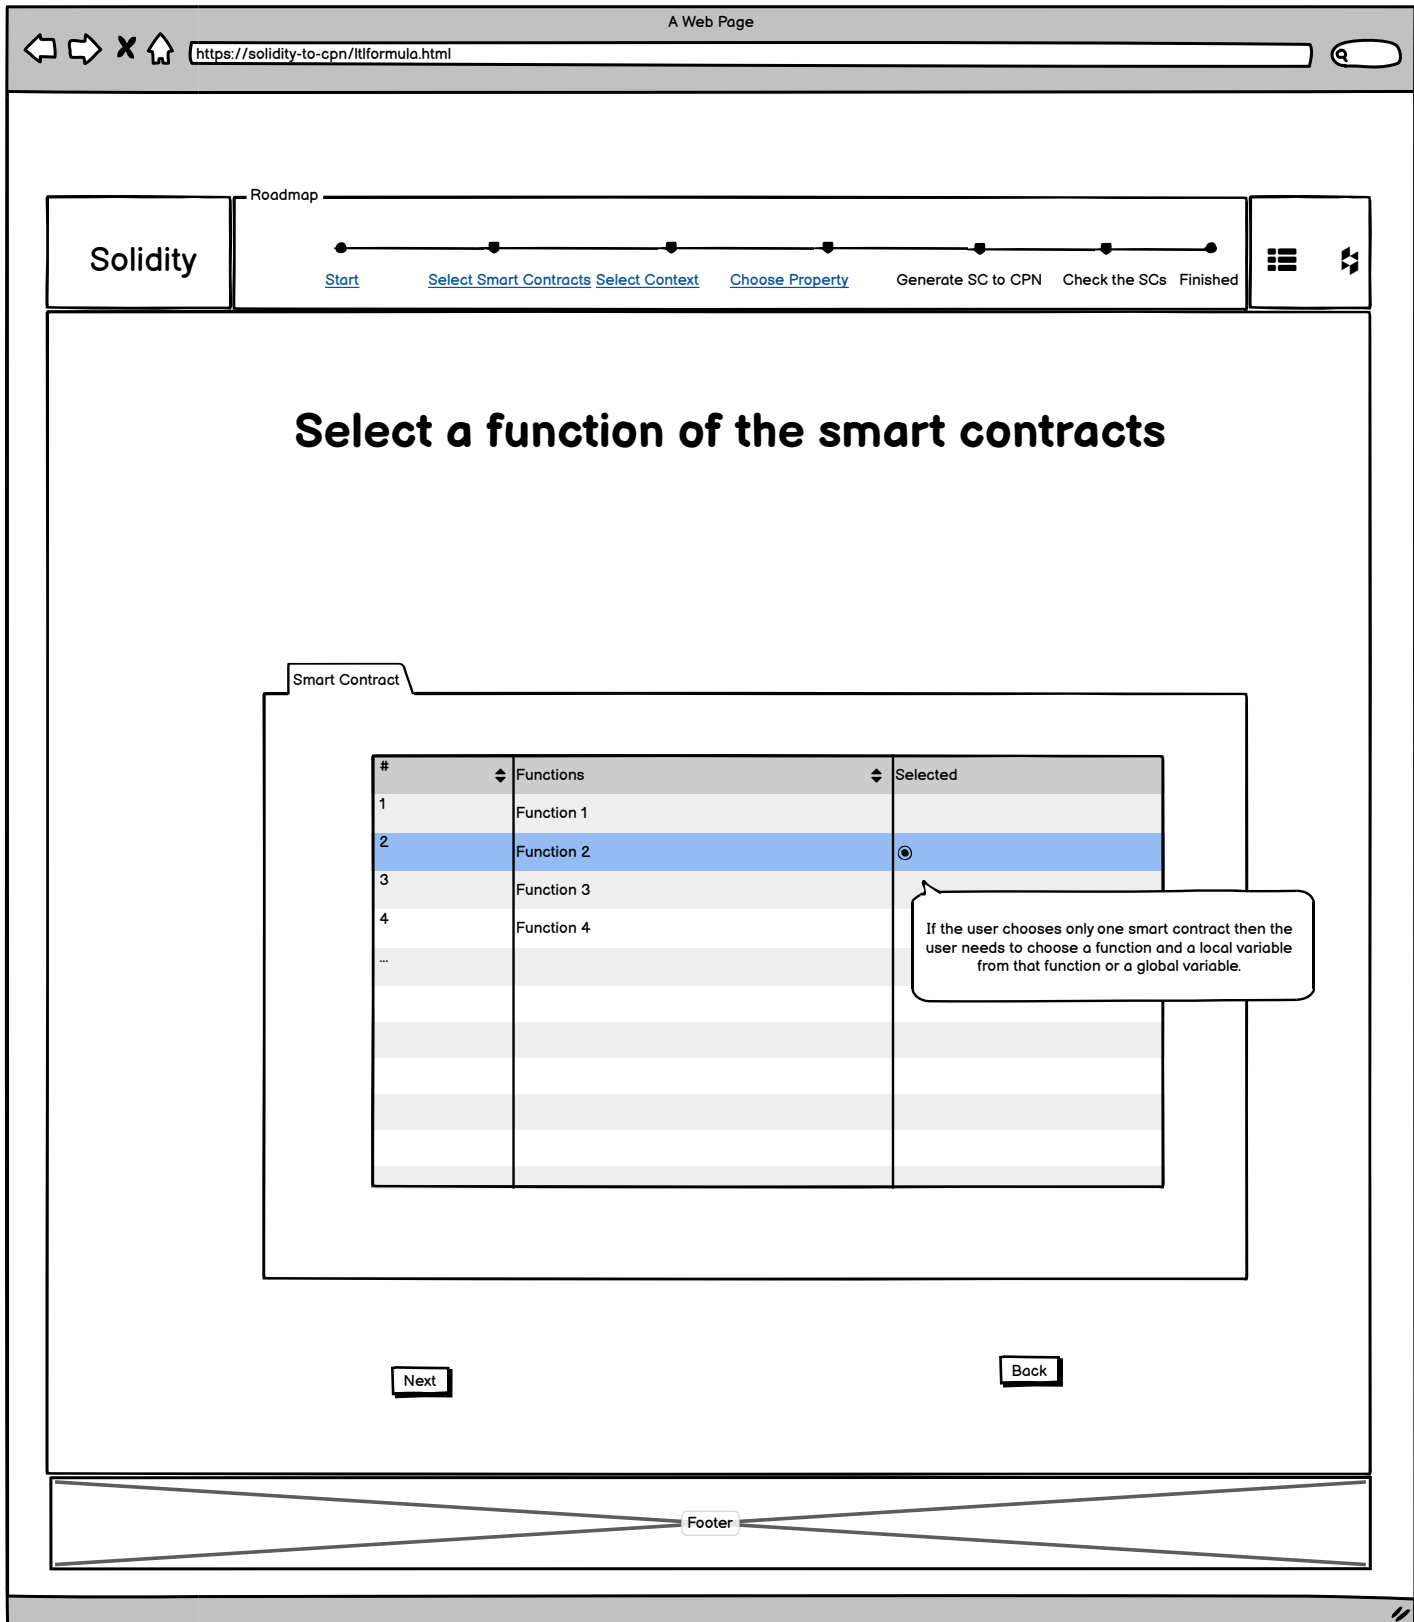 A Web Page
https://solidity-to-cpn/ltlformula.html
Roadmap
Solidity
Start
Select Smart Contracts
Select Context
Choose Property
Generate SC to CPN
Check the SCs
Finished
Select a function of the smart contracts
Smart Contract
# Functions Selected
1 Function 1
2 Function 2
3 Function 3
4 Function 4
...
If the user chooses only one smart contract then the
user needs to choose a function and a local variable
from that function or a global variable.
Next
Back
Footer